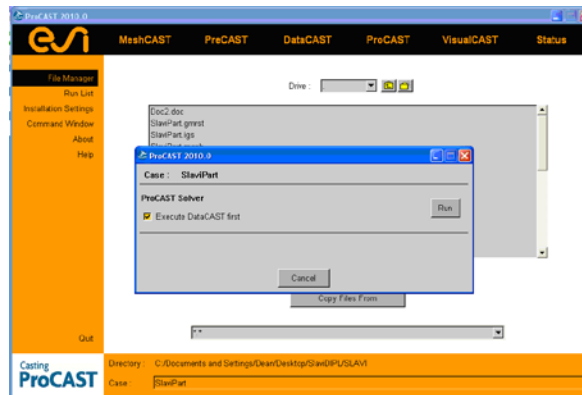 ProCAST 2010.0
esi
MeshCAST PreCAST DataCAST ProCAST VisualCAST Status
File Manager
Run List
Installation Settings
Command Window
About
Help
Drive :
Doc2.doc
SlaviPart.gmrst
SlaviPart.igs
ProCAST 2010.0
Case : SlaviPart
ProCAST Solver
Execute DataCAST first
Run
Cancel
Copy Files From
Quit
*.*
Casting
ProCAST
Directory : C:/Documents and Settings/Dean/Desktop/SlaviDIPL/SLAVI
Case : SlaviPart